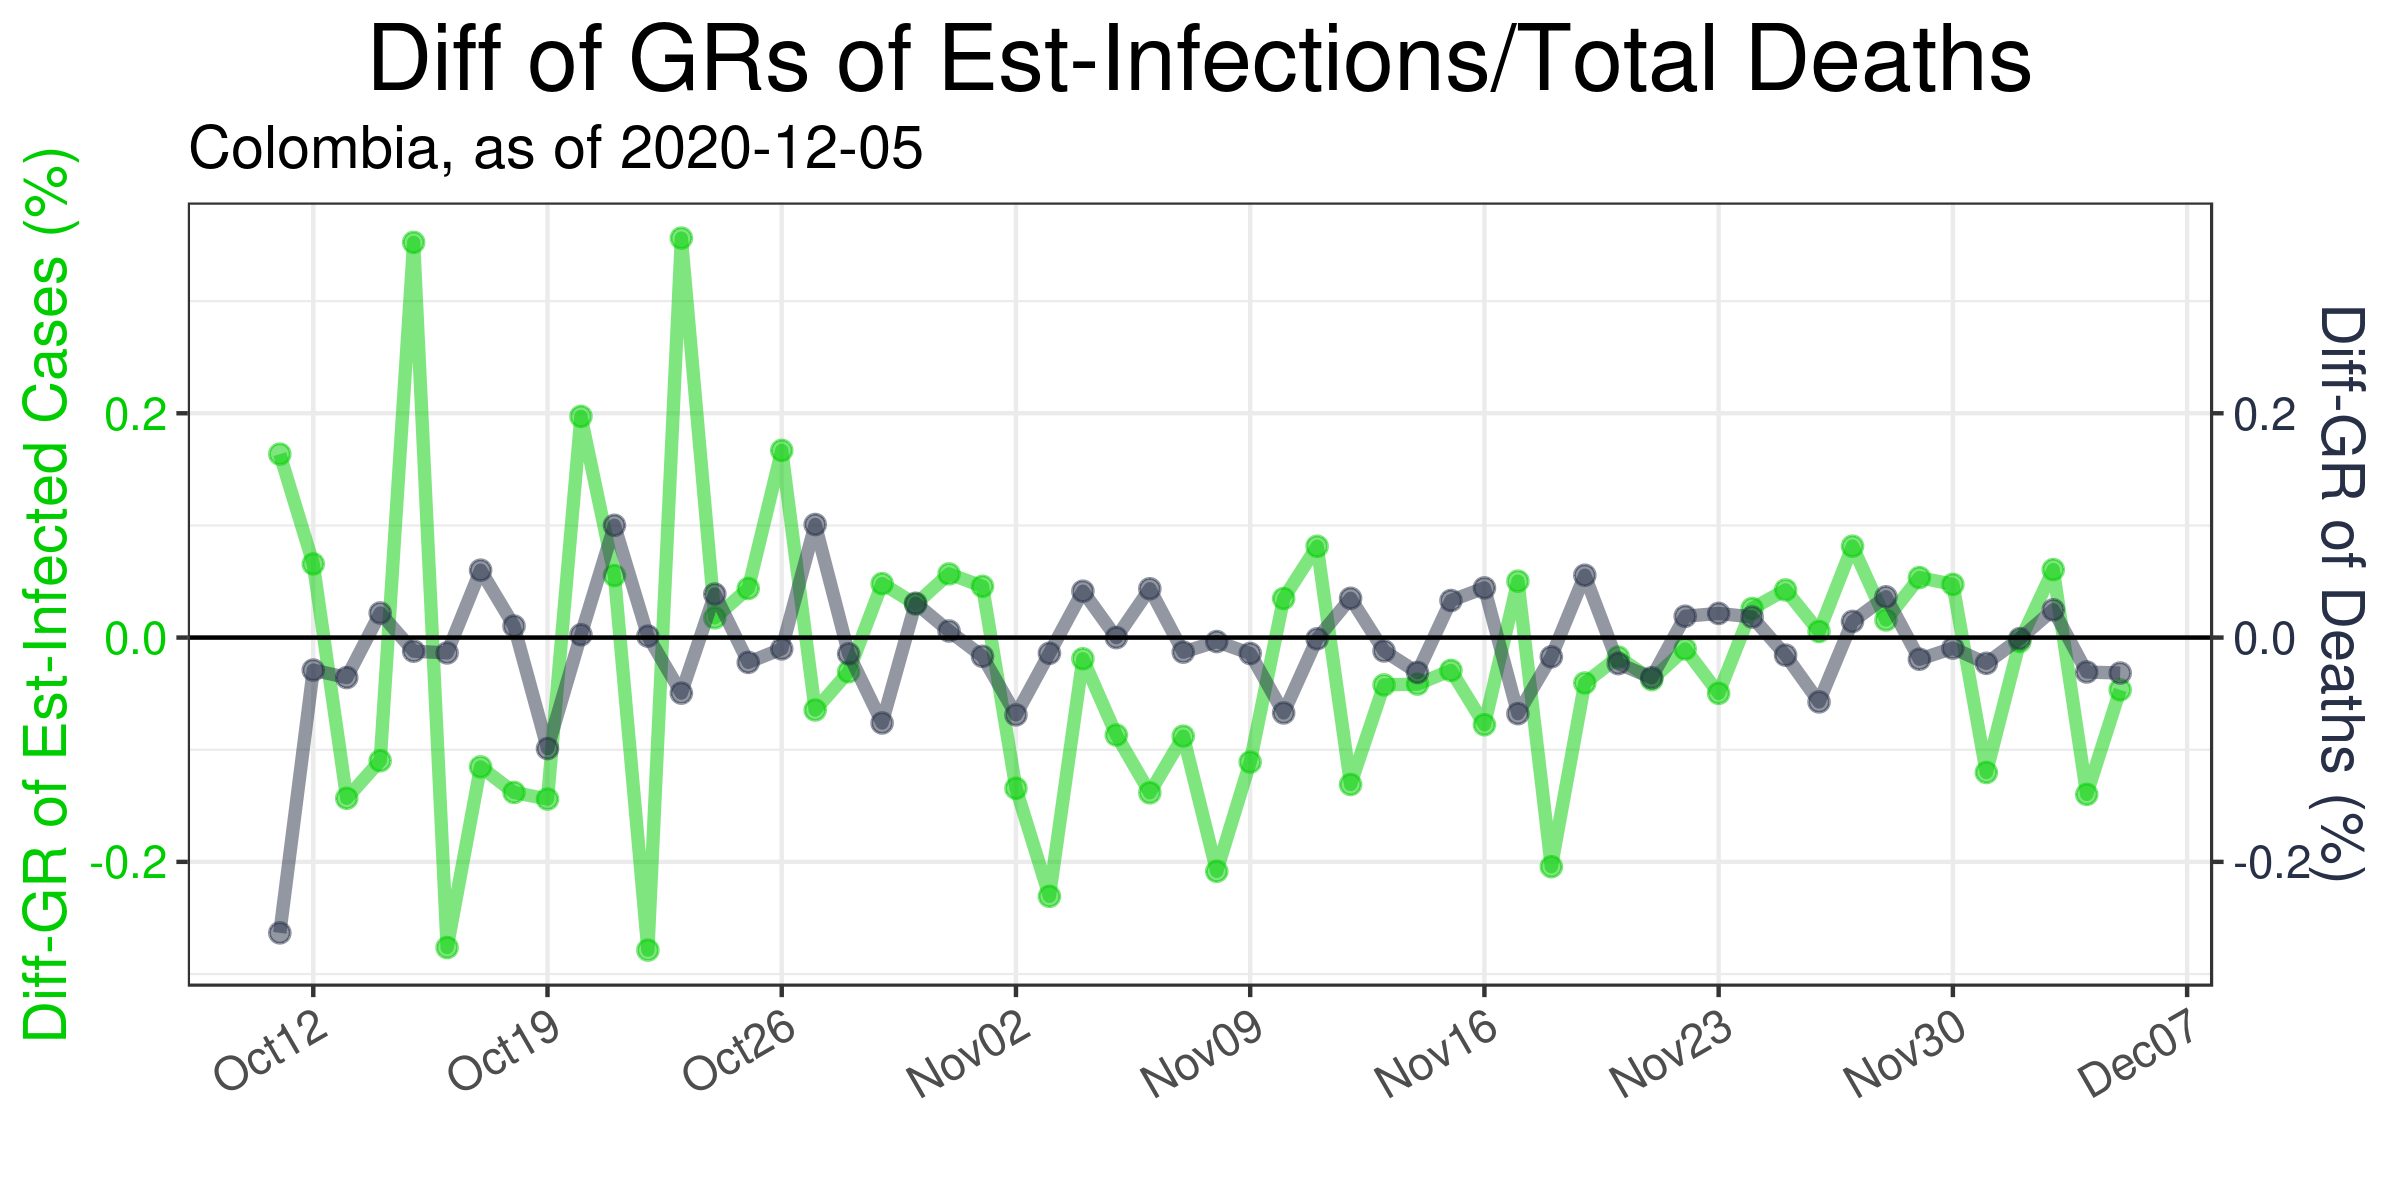 Diff of GRs of Est-Infections/Total Deaths
Colombia, as of 2020-12-05
Diff-GR of Est-Infected Cases (%)
0.2
0.0
-0.2
0.2
0.0
-0.2
Diff-GR of Deaths (%)
Oct12
Oct19
Oct26
Nov02
Nov09
Nov16
Nov23
Nov30
Dec07